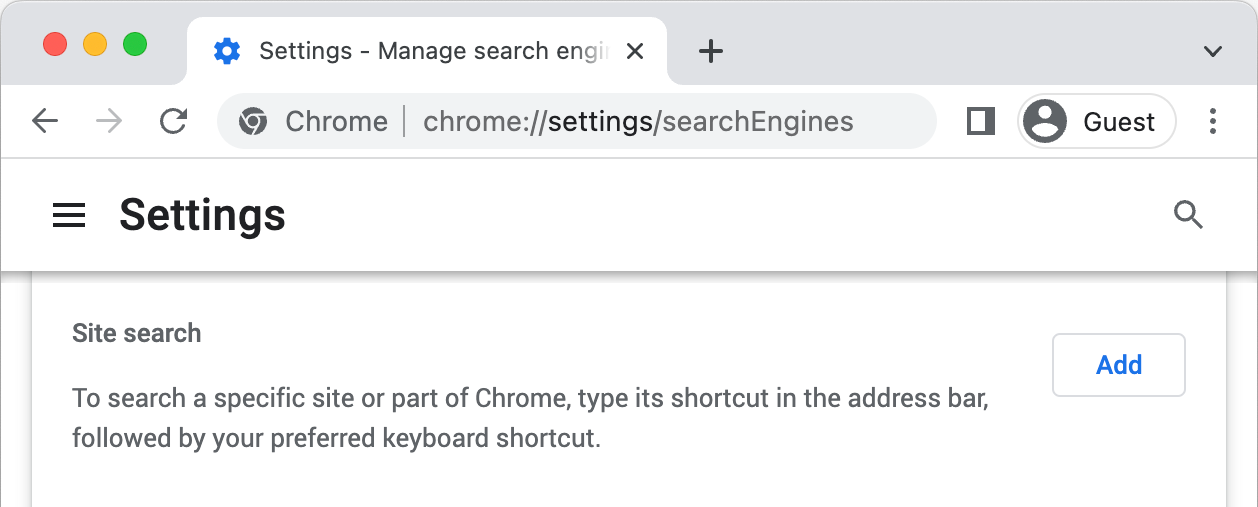 Settings - Manage search engi
Chrome chrome://settings/searchEngines Guest
Settings
Site search
Add
To search a specific site or part of Chrome, type its shortcut in the address bar,
followed by your preferred keyboard shortcut.